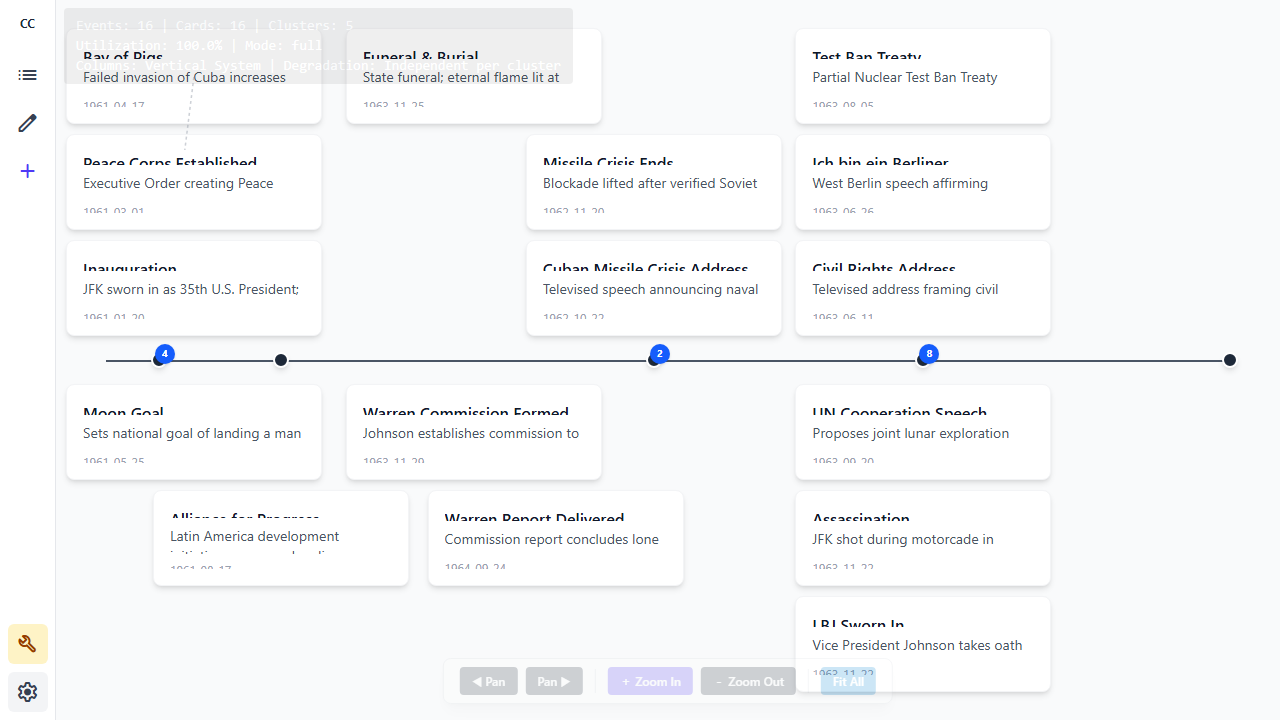 CC
Events: 16 | Cards: 16 | Clusters: 5
Utilization: 100.0% | Mode: full
Columns: Vertical System | Degradation: Independent per cluster
Bay of Pigs
Failed invasion of Cuba increases
1961-04-17
Funeral & Burial
State funeral; eternal flame lit at
1963-11-25
Test Ban Treaty
Partial Nuclear Test Ban Treaty
1963-08-05
Peace Corps Established
Executive Order creating Peace
1961-03-01
Missile Crisis Ends
Blockade lifted after verified Soviet
1962-11-20
Ich bin ein Berliner
West Berlin speech affirming
1963-06-26
Inauguration
JFK sworn in as 35th U.S. President;
1961-01-20
Cuban Missile Crisis Address
Televised speech announcing naval
1962-10-22
Civil Rights Address
Televised address framing civil
1963-06-11
4
2
8
Moon Goal
Sets national goal of landing a man
1961-05-25
Warren Commission Formed
Johnson establishes commission to
1963-11-29
UN Cooperation Speech
Proposes joint lunar exploration
1963-09-20
Alliance for Progress
Latin America development
1961-08-17
Warren Report Delivered
Commission report concludes lone
1964-09-24
Assassination
JFK shot during motorcade in
1963-11-22
LBJ Sworn In
Vice President Johnson takes oath
1963-11-22
◀ Pan
Pan ▶
+ Zoom In
- Zoom Out
Fit All